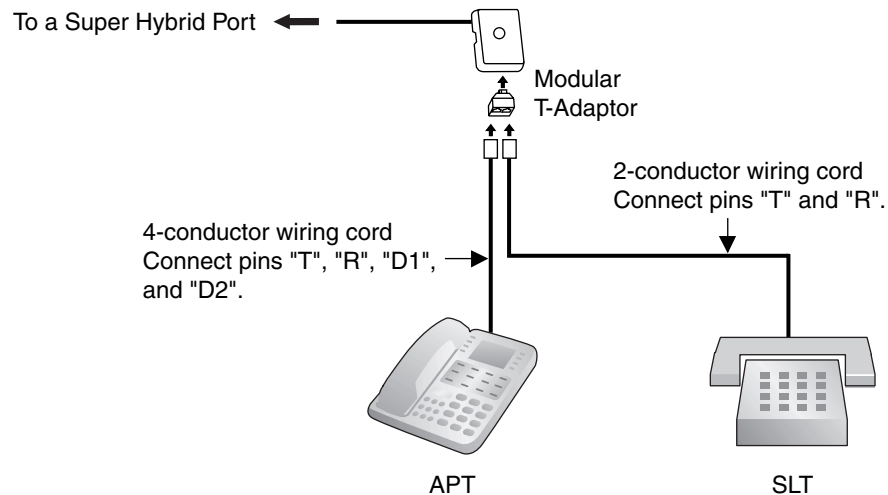 To a Super Hybrid Port
Modular
T-Adaptor
2-conductor wiring cord
Connect pins "T" and "R".
4-conductor wiring cord
Connect pins "T", "R", "D1",
and "D2".
APT
SLT